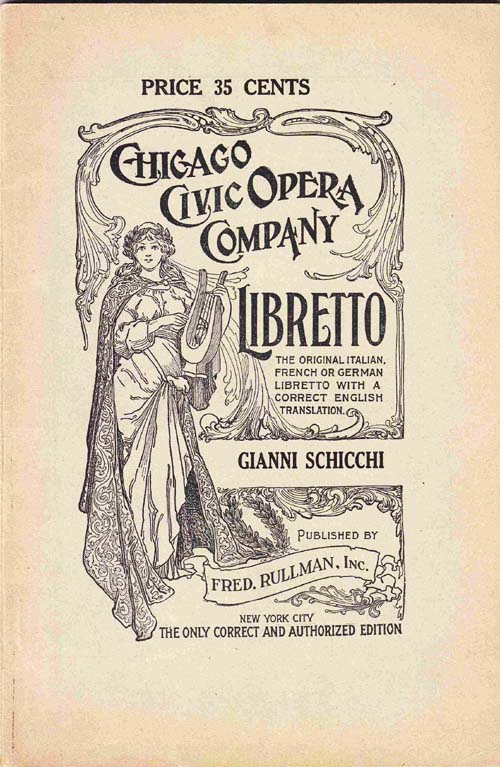 PRICE 35 CENTS
CHICAGO
CIVIC OPERA
COMPANY
LIBRETTO
THE ORIGINAL ITALIAN,
FRENCH OR GERMAN
LIBRETTO WITH A
CORRECT ENGLISH
TRANSLATION.
GIANNI SCHICCHI
PUBLISHED BY
FRED. RULLMAN, INC.
NEW YORK CITY
THE ONLY CORRECT AND AUTHORIZED EDITION